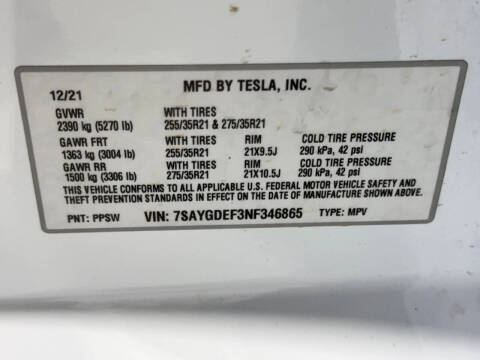 MFD BY TESLA, INC.
12/21
GVWR WITH TIRES
2390 kg (5270 lb) 255/35R21 & 275/35R21
GAWR FRT WITH TIRES RIM COLD TIRE PRESSURE
1363 kg (3004 lb) 255/35R21 21X9.5J 290 kPa, 42 psi
GAWR RR WITH TIRES RIM COLD TIRE PRESSURE
1500 kg (3306 lb) 275/35R21 21X10.5J 290 kPa, 42 psi
THIS VEHICLE CONFORMS TO ALL APPLICABLE U.S. FEDERAL MOTOR VEHICLE SAFETY AND
THEFT PREVENTION STANDARDS IN EFFECT ON THE DATE OF MANUFACTURE SHOWN ABOVE.
PNT: PPSW VIN: 7SAYGDEF3NF346865 TYPE: MPV